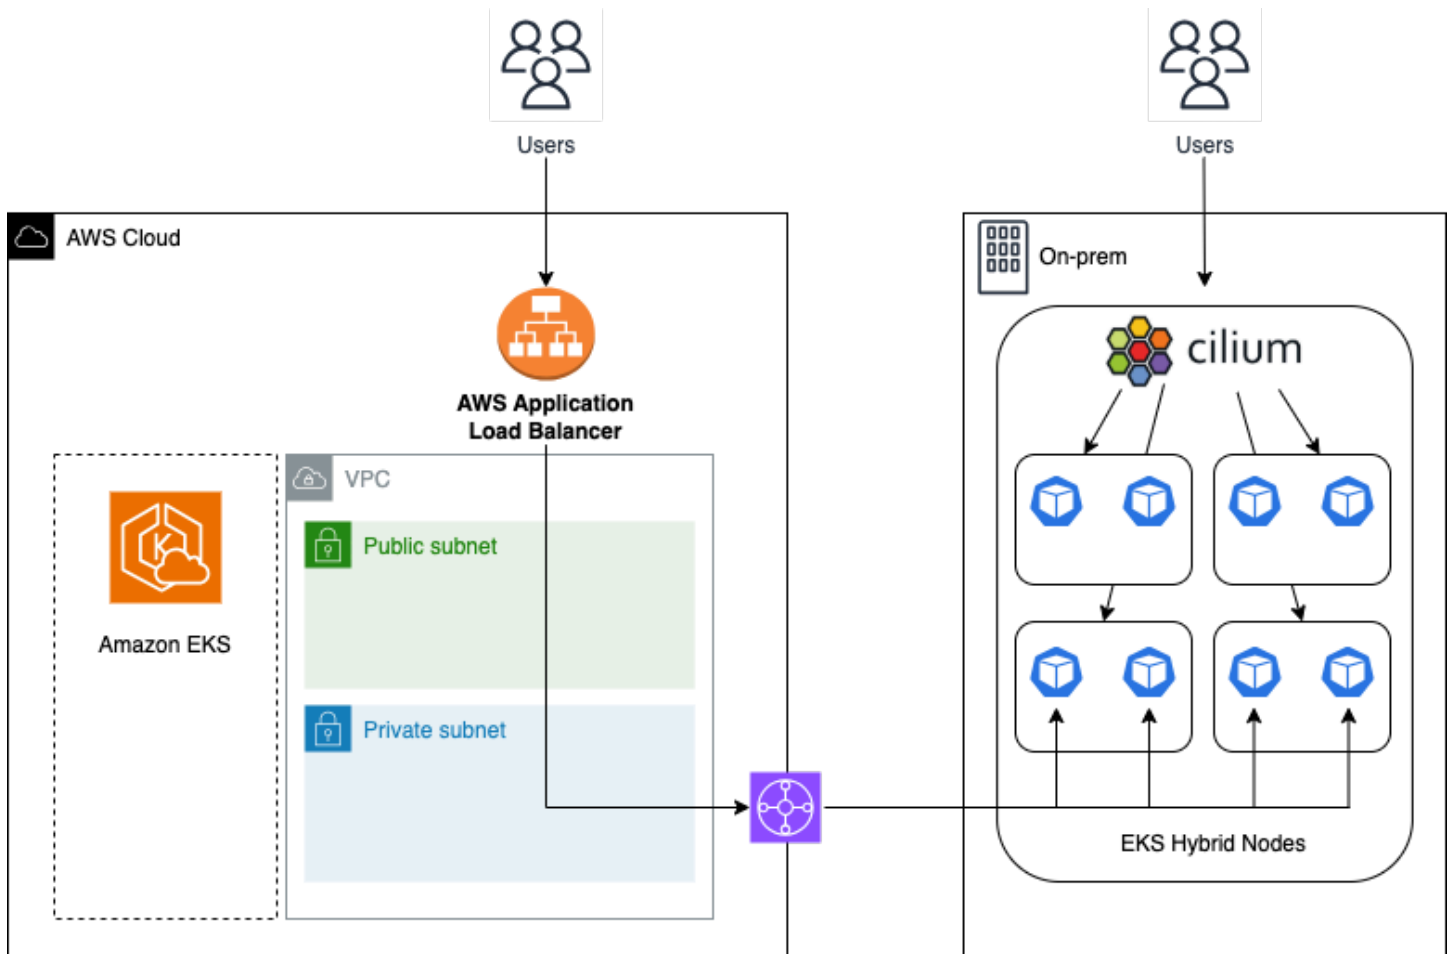 Users
Users
AWS Cloud
On-prem
cilium
AWS Application
Load Balancer
VPC
K
Public subnet
Amazon EKS
Private subnet
EKS Hybrid Nodes